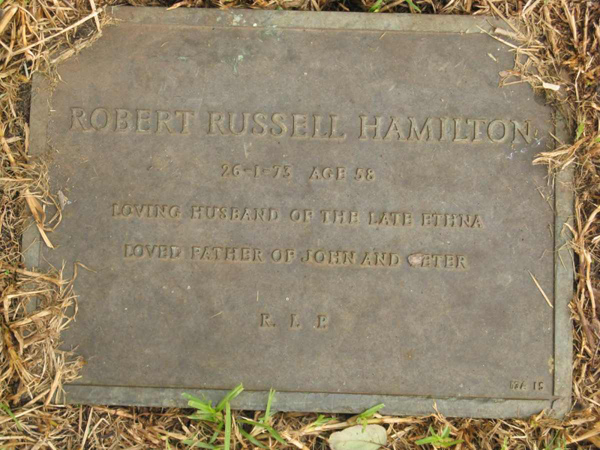 ROBERT RUSSELL HAMILTON
26-1-73 AGE 58
LOVING HUSBAND OF THE LATE ETHNA
LOVED FATHER OF JOHN AND PETER
R. I. P.